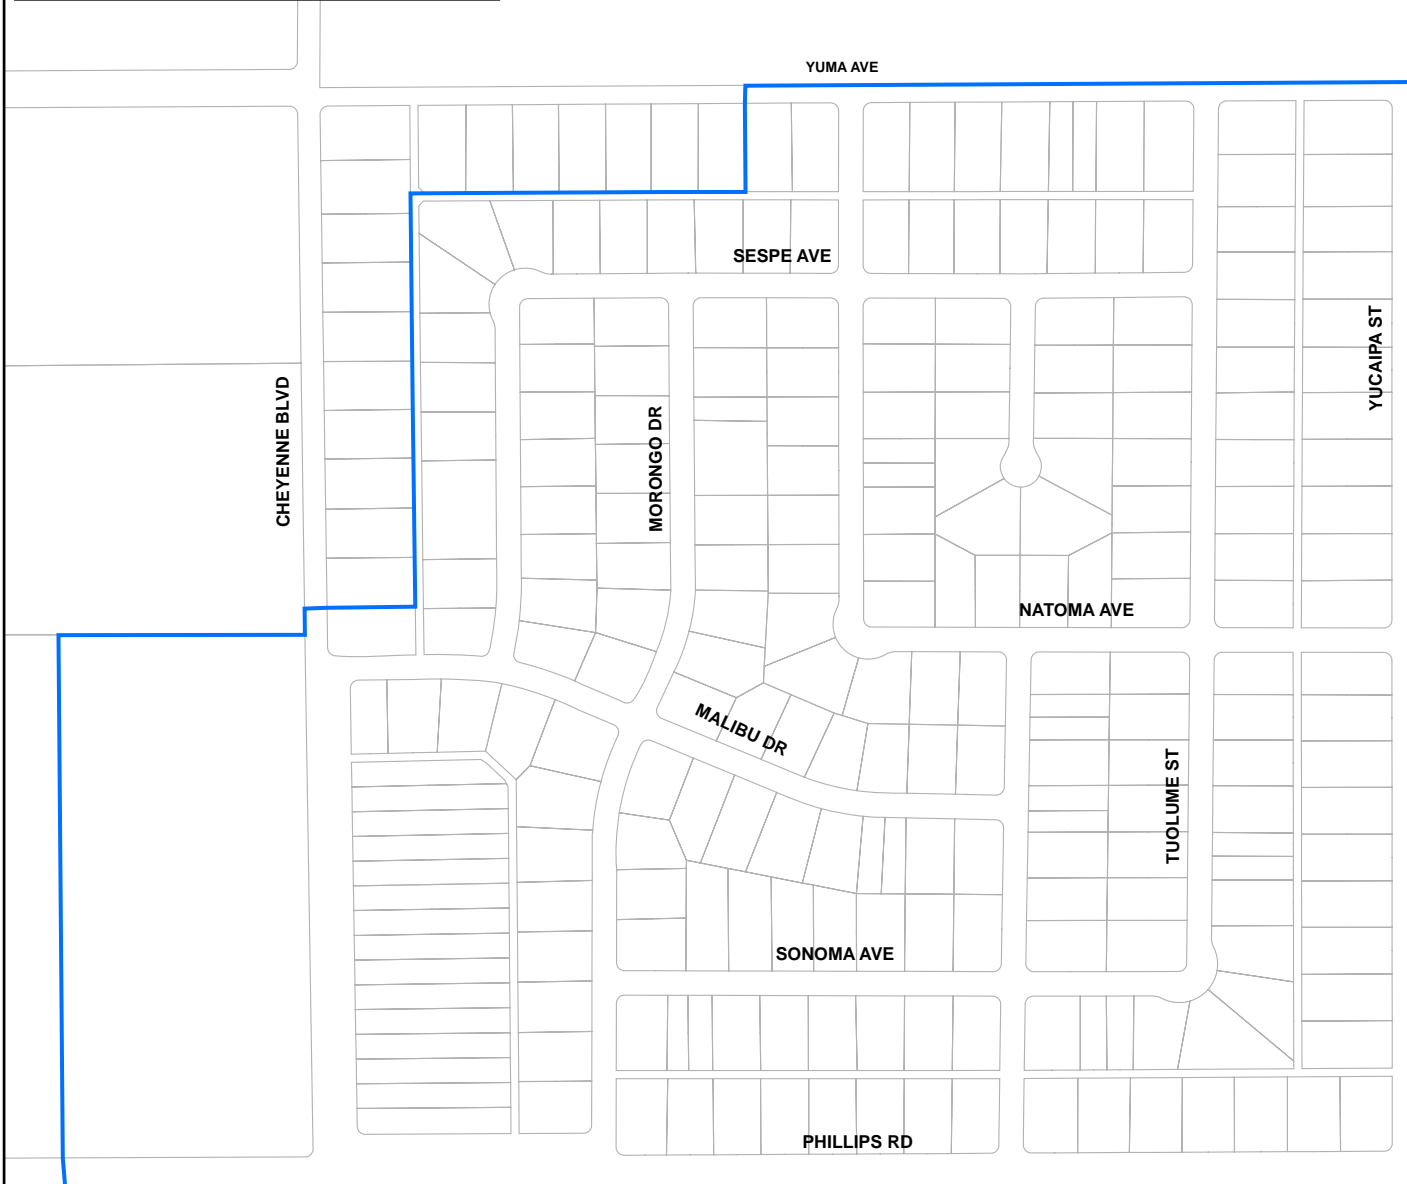 YUMA AVE
SESPE AVE
YUCAIPA ST
CHEYENNE BLVD
MORONGO DR
NATOMA AVE
MALIBU DR
TUOLUME ST
SONOMA AVE
PHILLIPS RD